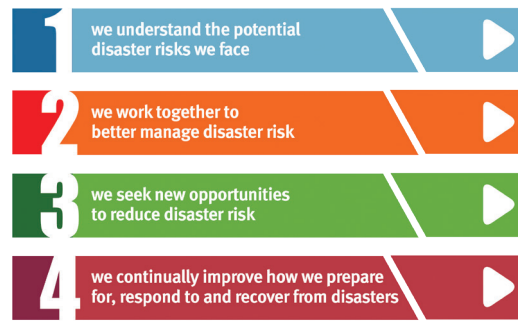 1
we understand the potential
disaster risks we face
2
we work together to
better manage disaster risk
3
we seek new opportunities
to reduce disaster risk
4
we continually improve how we prepare
for, respond to and recover from disasters